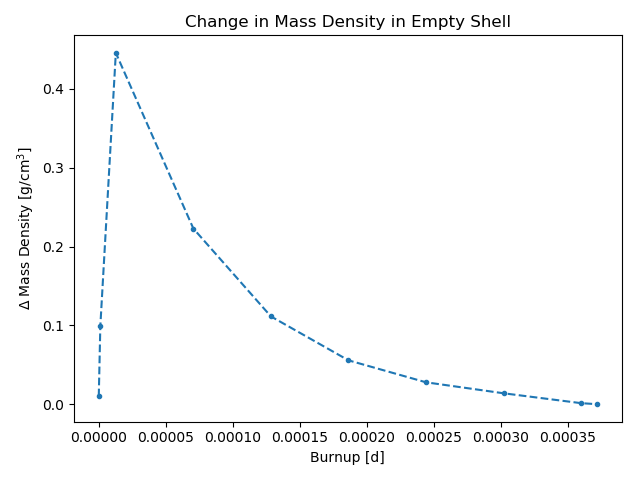 Change in Mass Density in Empty Shell
Δ Mass Density [g/cm³]
0.4
0.3
0.2
0.1
0.0
0.00000 0.00005 0.00010 0.00015 0.00020 0.00025 0.00030 0.00035
Burnup [d]